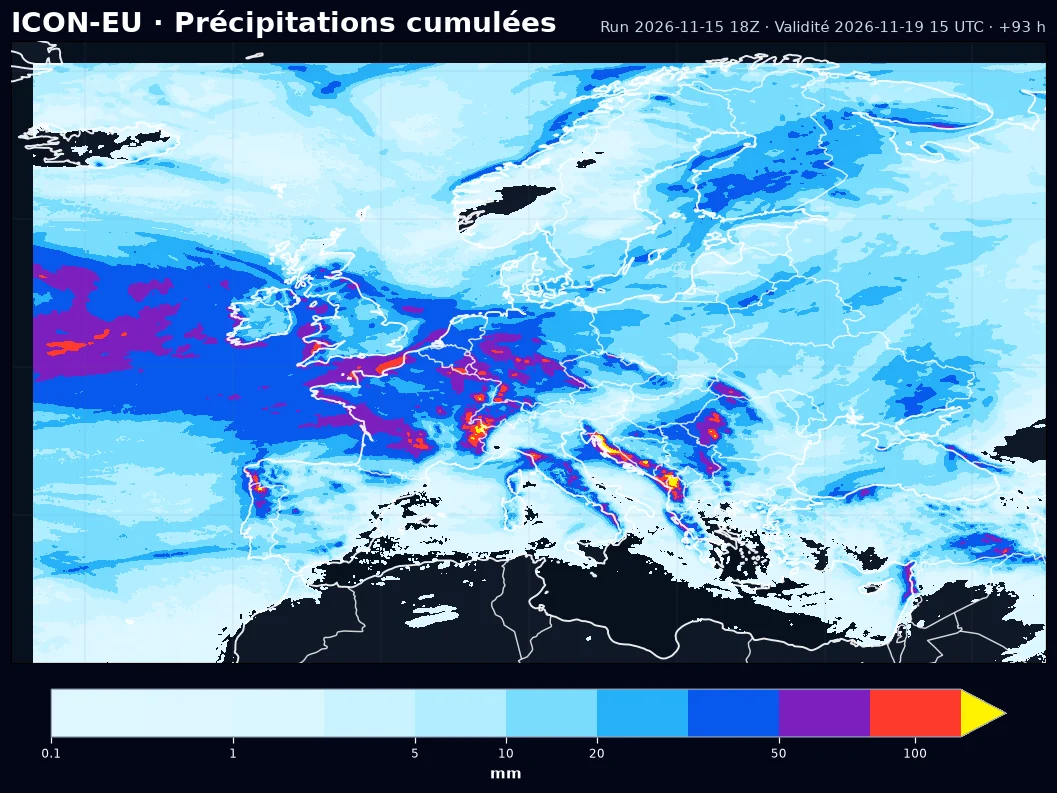 ICON-EU · Précipitations cumulées
Run 2026-11-15 18Z · Validité 2026-11-19 15 UTC · +93 h
0.1 1 5 10 20 50 100
mm